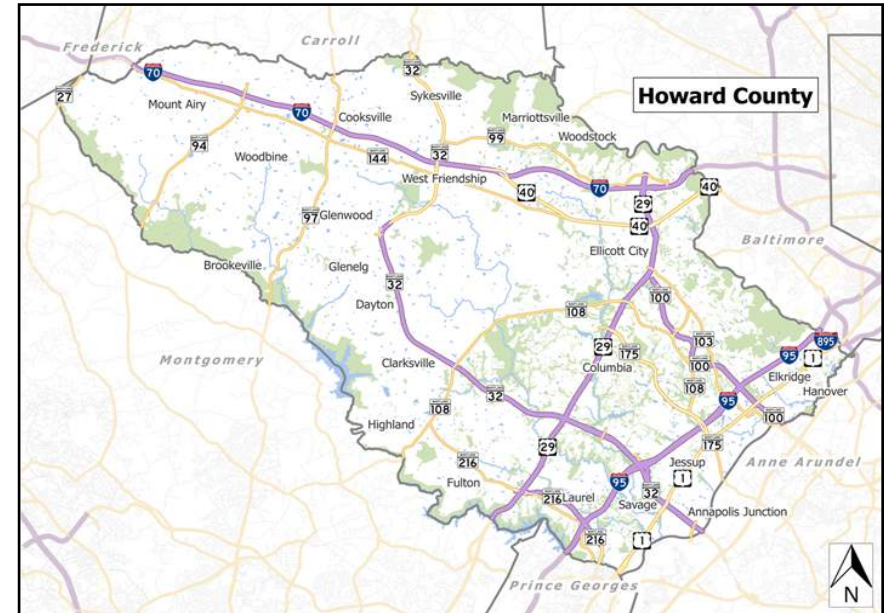 Frederick
Carroll
Howard County
70
32
27
Mount Airy
Sykesville
70
Cooksville
Marriottsville
94
99
Woodstock
144
32
Woodbine
West Friendship
70
40
40
29
97
Glenwood
40
Baltimore
Ellicott City
Brookeville
Glenelg
32
100
Dayton
108
103
895
29
175
95
1
Montgomery
Clarksville
Columbia
100
Elkridge
32
108
Hanover
95
108
100
Highland
29
175
216
Jessup
Anne Arundel
Fulton
95
1
32
216
Laurel
Savage
Annapolis Junction
216
1
Prince Georges
N